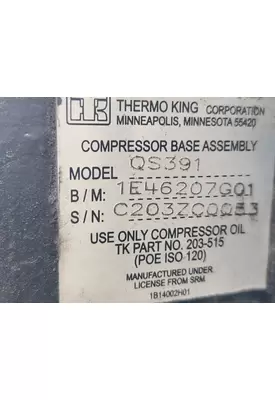 THERMO KING CORPORATION
MINNEAPOLIS, MINNESOTA 55420
COMPRESSOR BASE ASSEMBLY
MODEL QS391
B/M: 1E46207G01
S/N:
USE ONLY COMPRESSOR OIL
TK PART NO. 203-515
(POE ISO 120)
MANUFACTURED UNDER
LICENSE FROM SRM.
1B14002H01